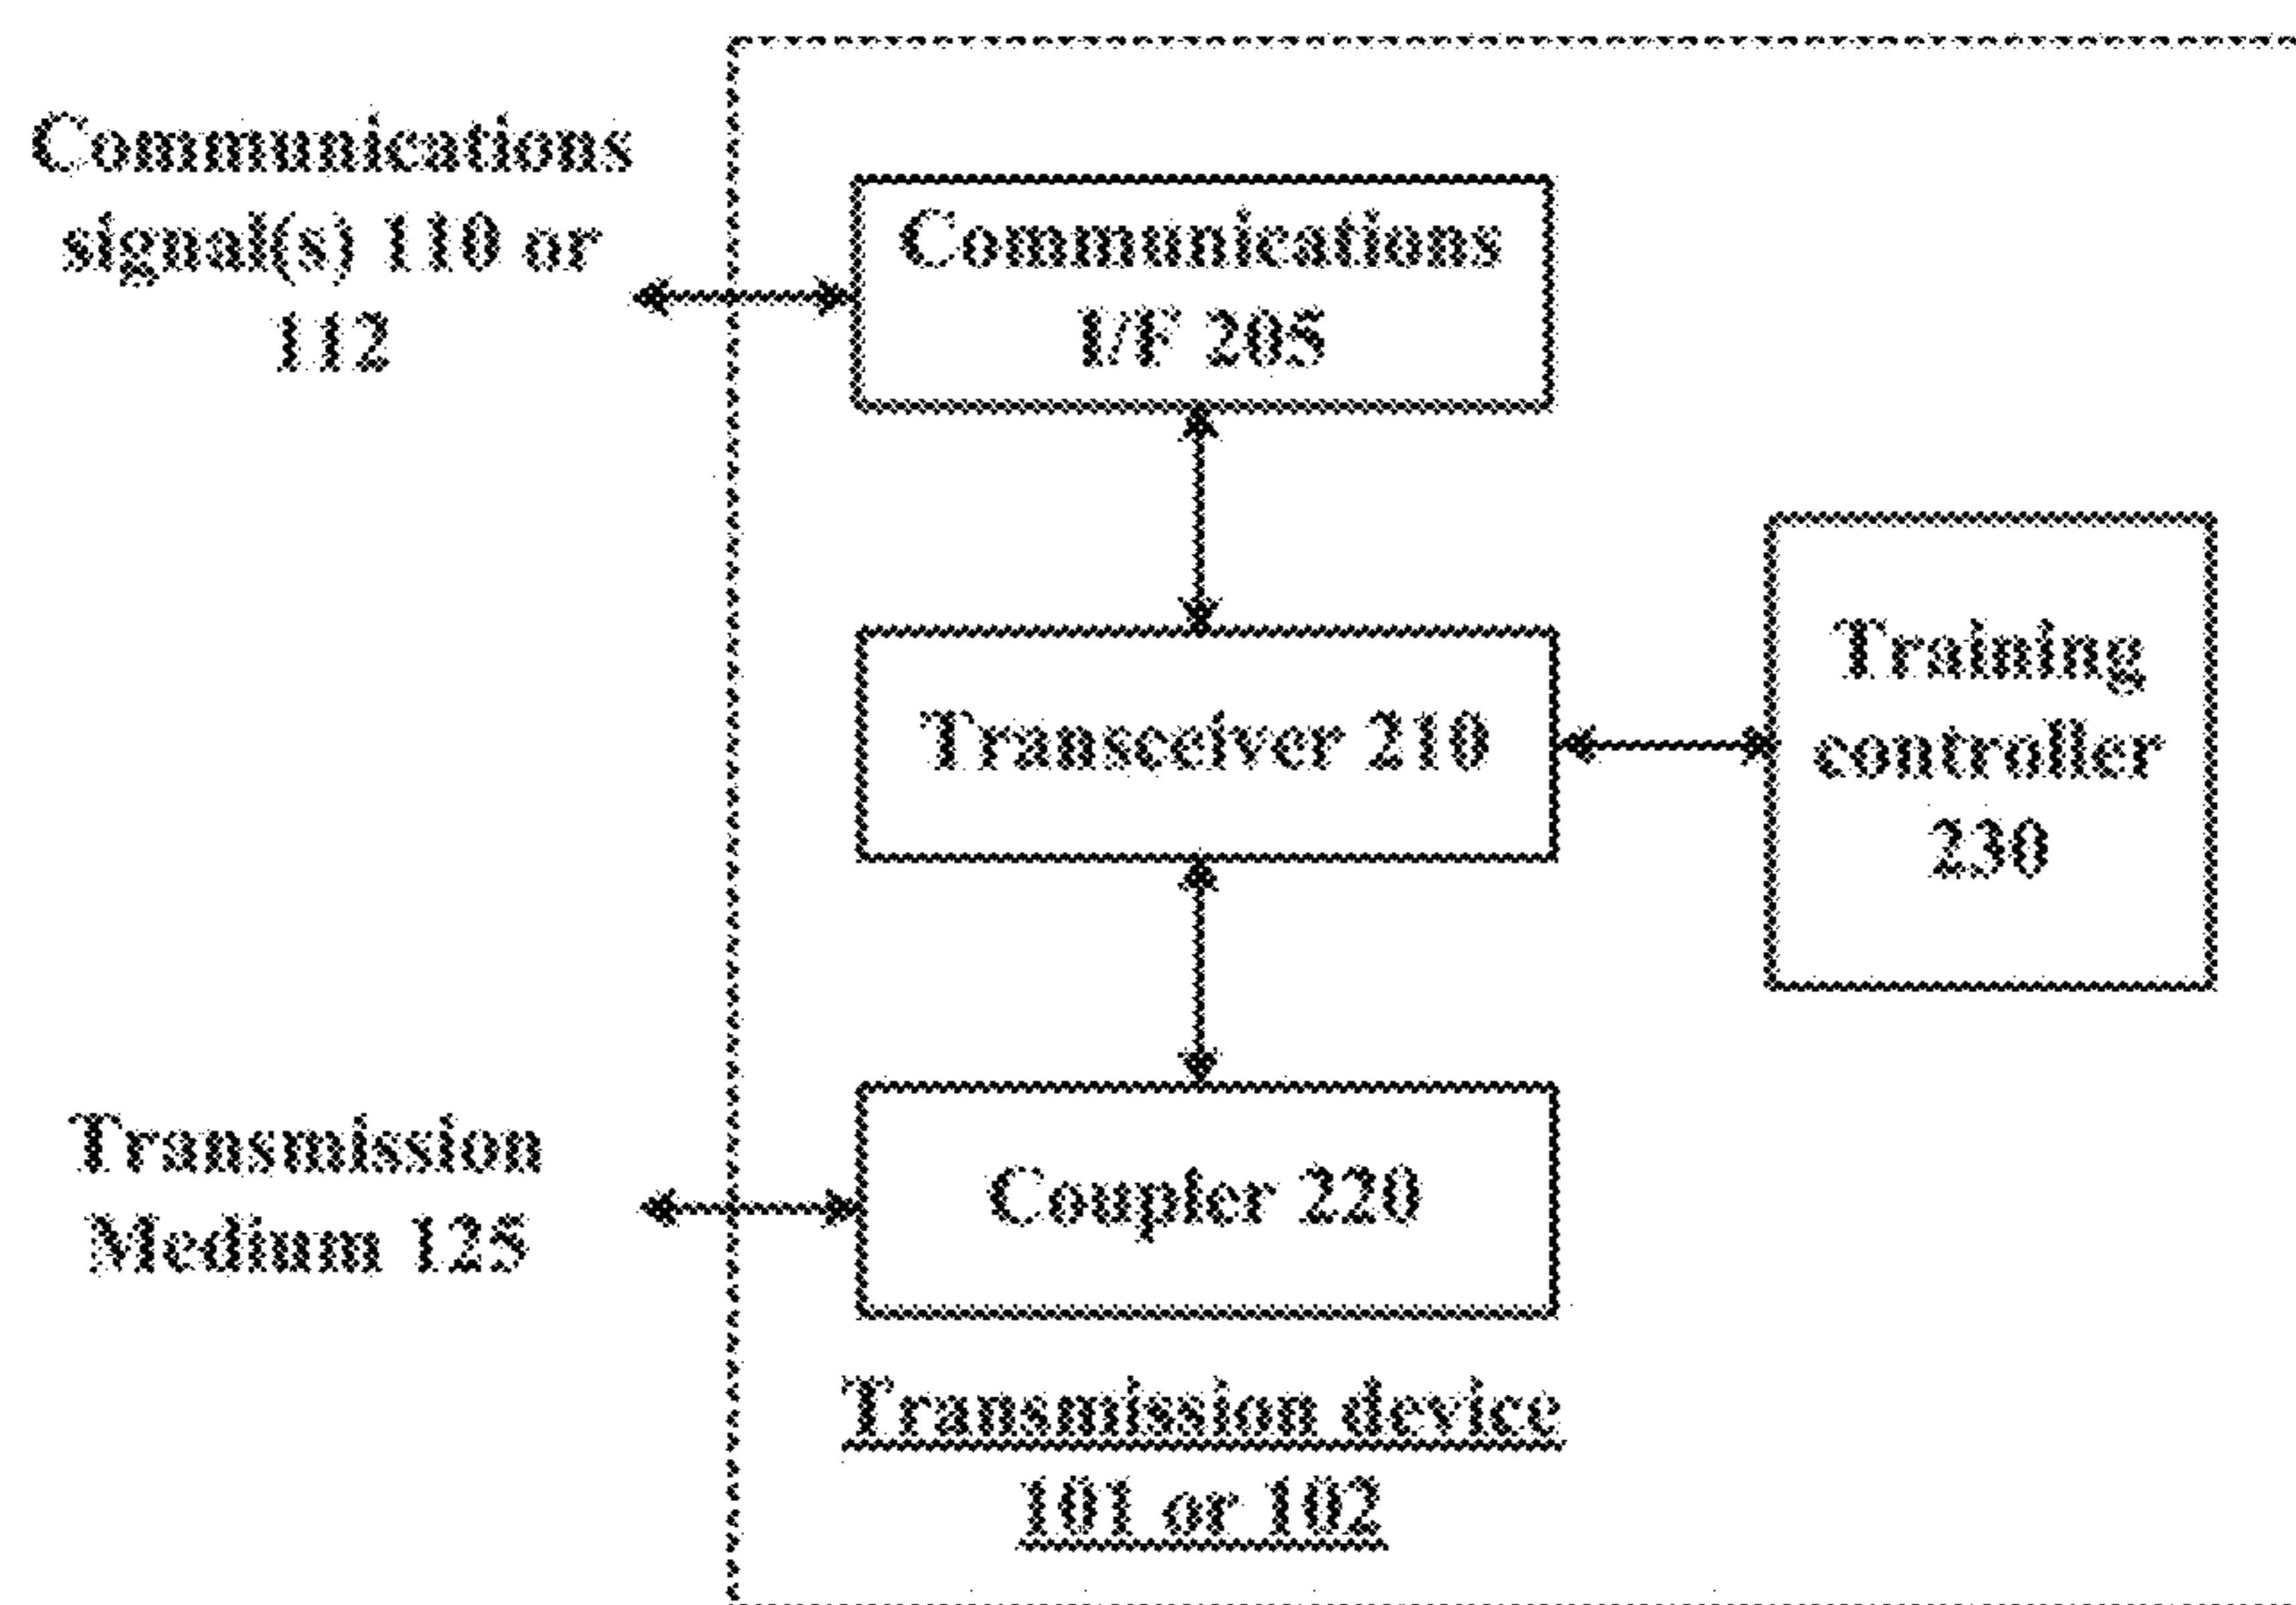 Communications
signal(s) 110 or
112
Communications
I/F 205
Transceiver 210
Training
controller
230
Transmission
Medium 125
Coupler 220
Transmission device
101 or 102